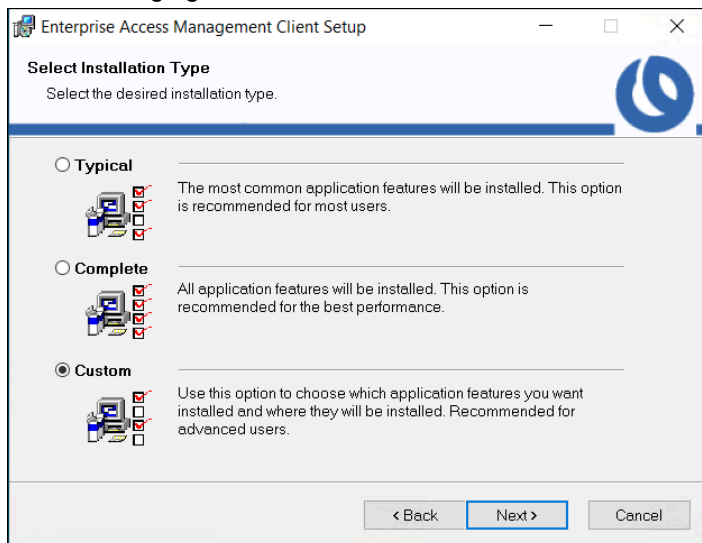 Enterprise Access Management Client Setup
Select Installation Type
Select the desired installation type.
Typical
The most common application features will be installed. This option
is recommended for most users.
Complete
All application features will be installed. This option is
recommended for the best performance.
Custom
Use this option to choose which application features you want
installed and where they will be installed. Recommended for
advanced users.
< Back Next > Cancel